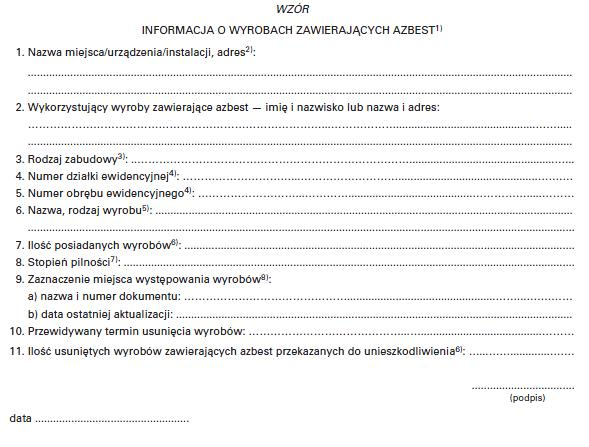 WZÓR
INFORMACJA O WYROBACH ZAWIERAJĄCYCH AZBEST1)
1. Nazwa miejsca/urządzenia/instalacji, adres2):
........................................................................................................................
........................................................................................................................
2. Wykorzystujący wyroby zawierające azbest — imię i nazwisko lub nazwa i adres:
........................................................................................................................
........................................................................................................................
3. Rodzaj zabudowy3): ........................................................................................
4. Numer działki ewidencyjnej4): ........................................................................
5. Numer obrębu ewidencyjnego4): ....................................................................
6. Nazwa, rodzaj wyrobu5): ................................................................................
........................................................................................................................
7. Ilość posiadanych wyrobów6): ........................................................................
8. Stopień pilności7): ..........................................................................................
9. Zaznaczenie miejsca występowania wyrobów8):
a) nazwa i numer dokumentu: ............................................................................
b) data ostatniej aktualizacji: ..............................................................................
10. Przewidywany termin usunięcia wyrobów: ....................................................
11. Ilość usuniętych wyrobów zawierających azbest przekazanych do unieszkodliwienia6): ..............................
..............................
(podpis)
data ..................................................